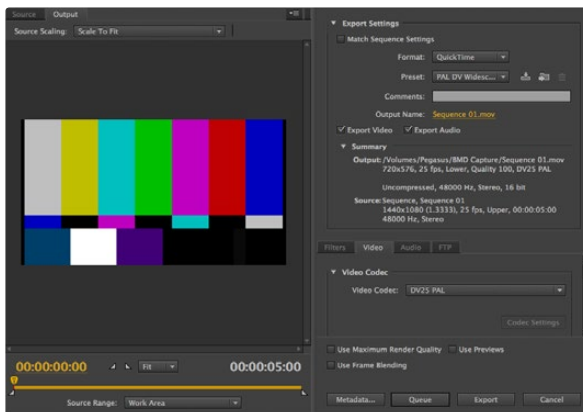 Source Output
Source Scaling: Scale To Fit
00:00:00:00 Fit 00:00:05:00
Source Range: Work Area
Export Settings
Match Sequence Settings
Format: QuickTime
Preset: PAL DV Widesc...
Comments:
Output Name: Sequence 01.mov
Export Video Export Audio
Summary
Output: /Volumes/Pegasus/BMD Capture/Sequence 01.mov
720x576, 25 fps, Lower, Quality 100, DV25 PAL
Uncompressed, 48000 Hz, Stereo, 16 bit
Source: Sequence, Sequence 01
1440x1080 (1.3333), 25 fps, Upper, 00:00:05:00
48000 Hz, Stereo
Filters Video Audio FTP
Video Codec
Video Codec: DV25 PAL
Codec Settings
Use Maximum Render Quality Use Previews
Use Frame Blending
Metadata... Queue Export Cancel